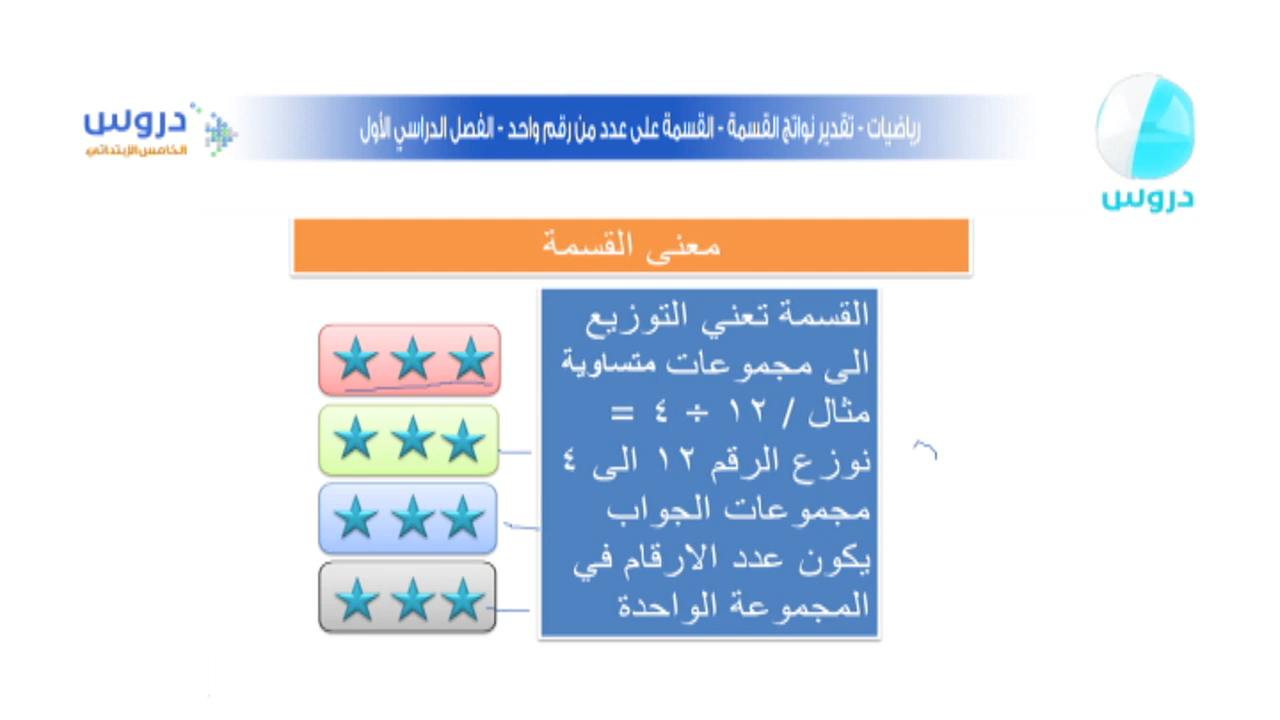 رياضيات - تقدير نواتج القسمة - القسمة على عدد من رقم واحد - الفصل الدراسي الأول
دروس
الخامس الإبتدائي
دروس
معنى القسمة
القسمة تعني التوزيع
الى مجموعات متساوية
مثال / ١٢ ÷ ٤ =
نوزع الرقم ١٢ الى ٤
مجموعات الجواب
يكون عدد الارقام في
المجموعة الواحدة